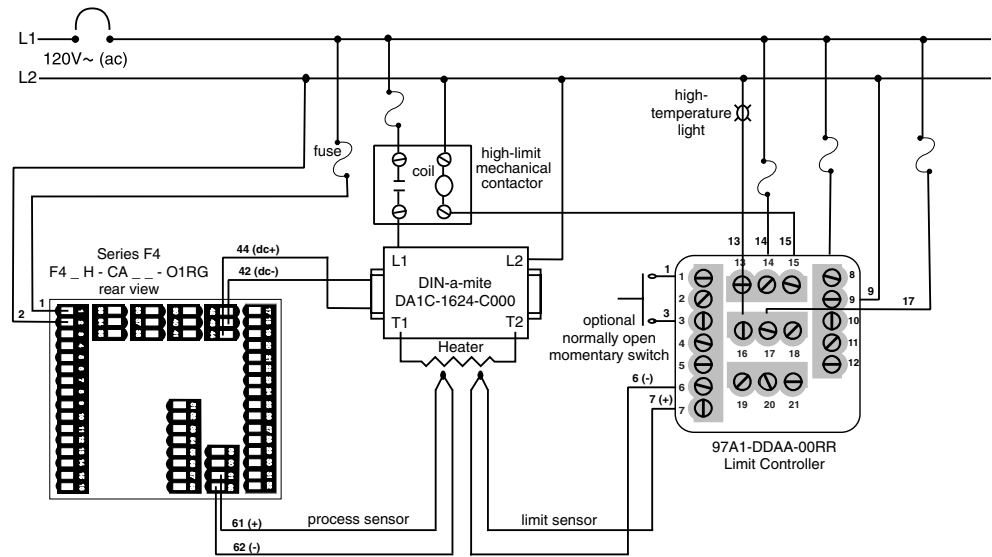 L1
120V~ (ac)
L2
fuse
coil
high-limit
mechanical
contactor
high-
temperature
light
Series F4
F4 _ H - CA _ _ - O1RG
rear view
44 (dc+)
42 (dc-)
1
2
L1
L2
DIN-a-mite
DA1C-1624-C000
T1
T2
Heater
optional
normally open
momentary switch
1
3
6 (-)
7 (+)
13
14
15
9
17
1
2
3
4
5
6
7
13
14
15
16
17
18
19
20
21
8
9
10
11
12
97A1-DDAA-00RR
Limit Controller
61 (+)
process sensor
limit sensor
62 (-)